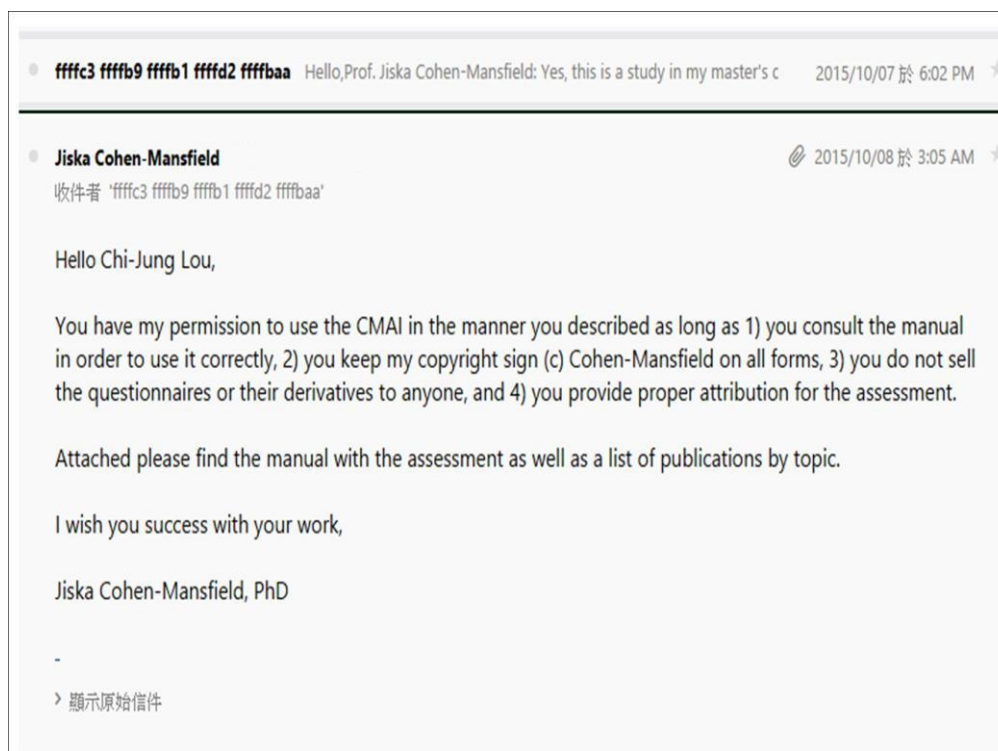 ffffc3 ffffb9 ffffb1 ffffd2 ffffbaa Hello,Prof. Jiska Cohen-Mansfield: Yes, this is a study in my master's c 2015/10/07 於 6:02 PM
Jiska Cohen-Mansfield 2015/10/08 於 3:05 AM
收件者 'ffffc3 ffffb9 ffffb1 ffffd2 ffffbaa'
Hello Chi-Jung Lou,
You have my permission to use the CMAI in the manner you described as long as 1) you consult the manual
in order to use it correctly, 2) you keep my copyright sign (c) Cohen-Mansfield on all forms, 3) you do not sell
the questionnaires or their derivatives to anyone, and 4) you provide proper attribution for the assessment.
Attached please find the manual with the assessment as well as a list of publications by topic.
I wish you success with your work,
Jiska Cohen-Mansfield, PhD
-
> 顯示原始信件